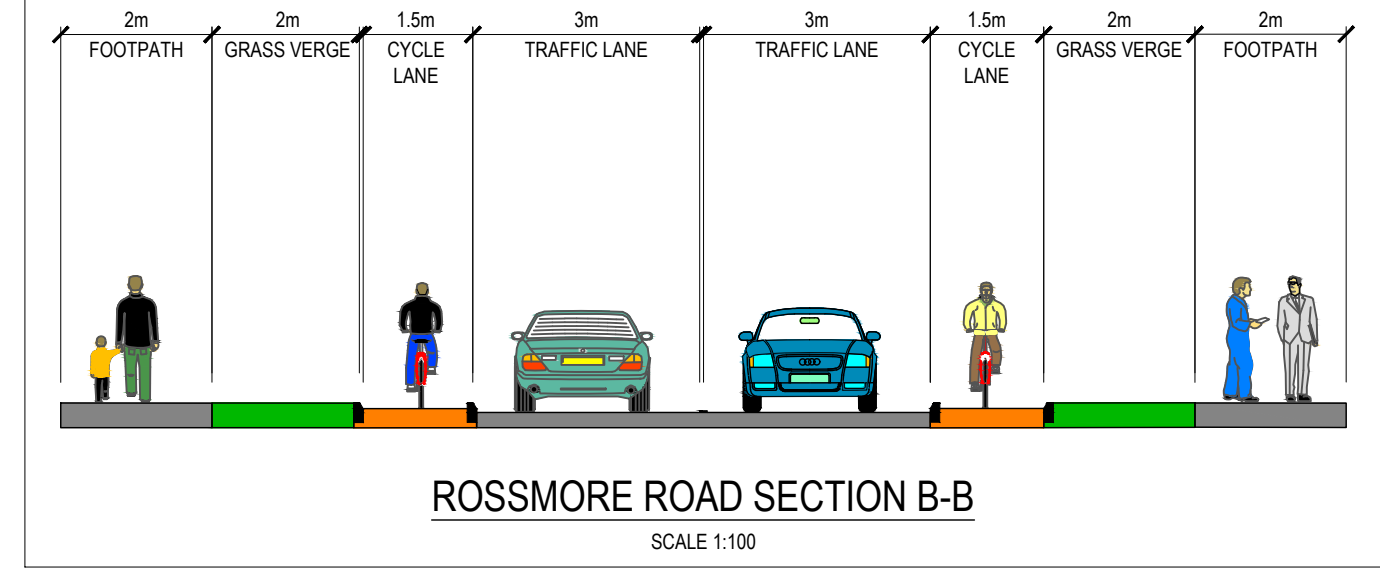 2m 2m 1.5m 3m 3m 1.5m 2m 2m
FOOTPATH GRASS VERGE CYCLE TRAFFIC LANE TRAFFIC LANE CYCLE GRASS VERGE FOOTPATH
LANE LANE
ROSSMORE ROAD SECTION B-B
SCALE 1:100